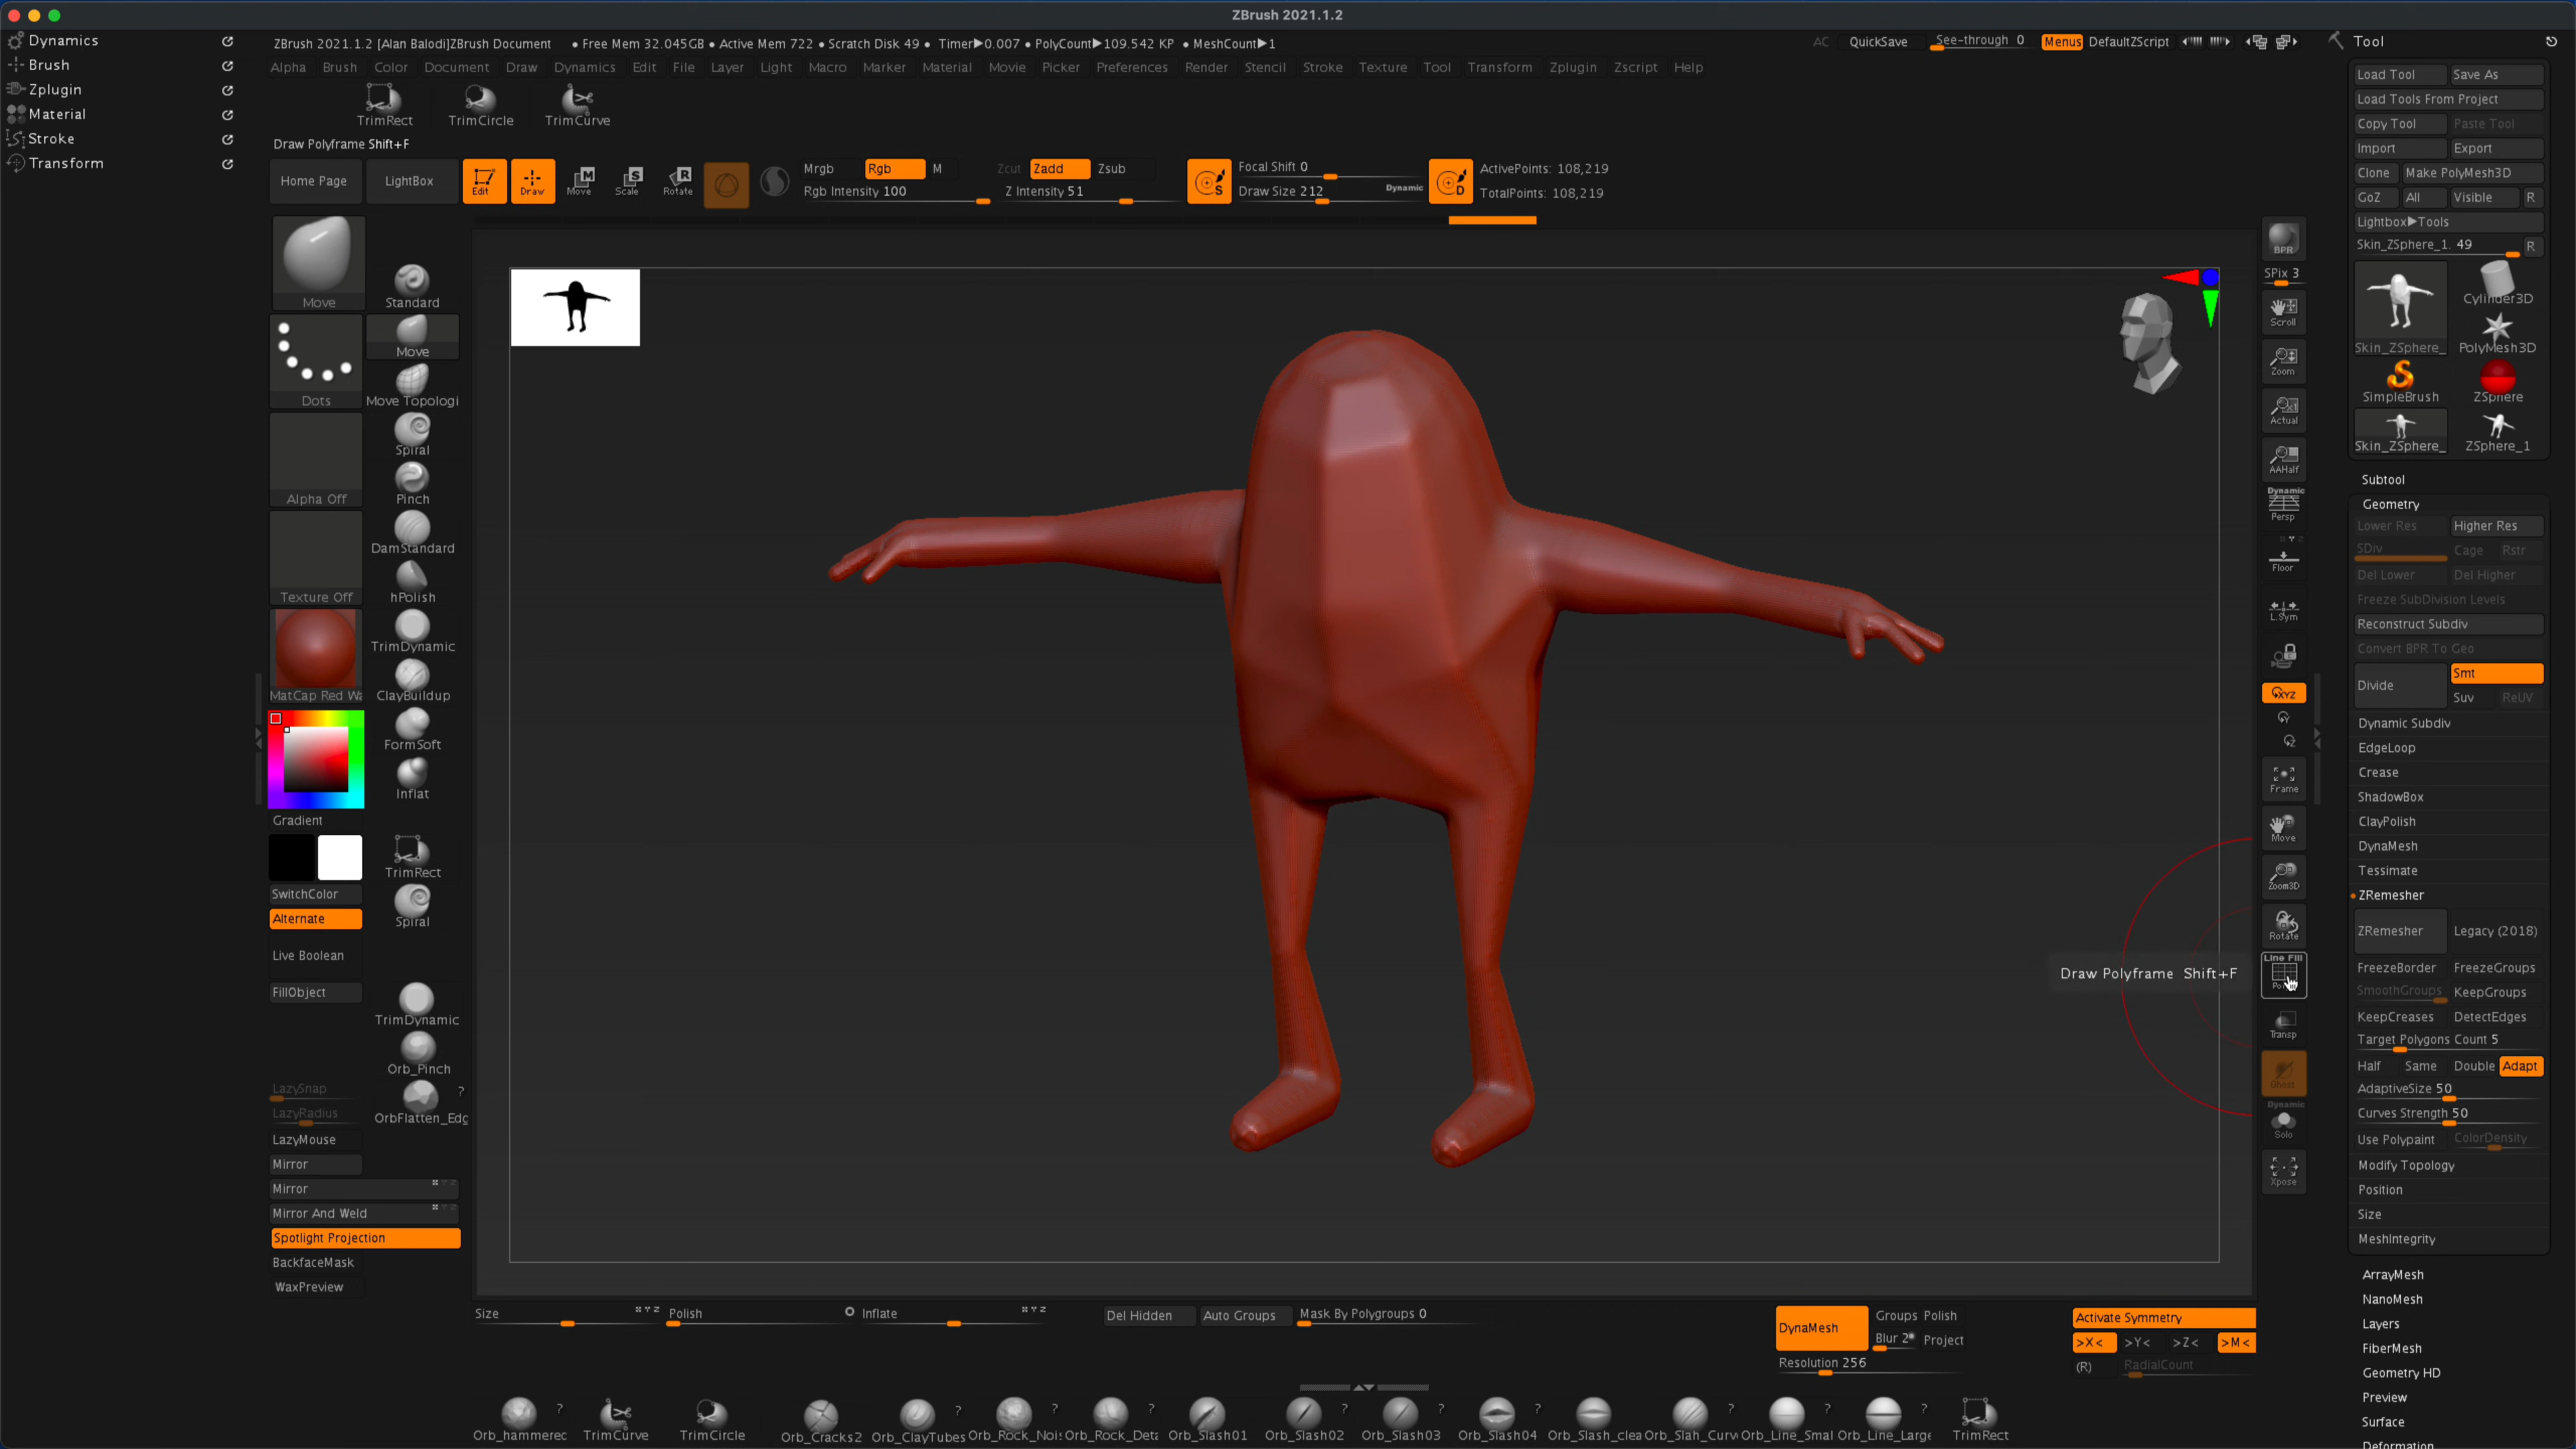 ZBrush 2021.1.2
Dynamics
Brush
Zplugin
Material
Stroke
Transform
ZBrush 2021.1.2 [Alan Balodi]ZBrush Document • Free Mem 32.045GB • Active Mem 722 • Scratch Disk 49 • Timer▶0.007 • PolyCount▶109.542 KP • MeshCount▶1
AC QuickSave See-through 0 Menus DefaultZScript
Alpha Brush Color Document Draw Dynamics Edit File Layer Light Macro Marker Material Movie Picker Preferences Render Stencil Stroke Texture Tool Transform Zplugin Zscript Help
TrimRect TrimCircle TrimCurve
Draw Polyframe Shift+F
Home Page LightBox Edit Draw Move Scale Rotate
Mrgb Rgb M Zcut Zadd Zsub
Rgb Intensity 100 Z Intensity 51
Focal Shift 0
Draw Size 212 Dynamic
ActivePoints: 108,219
TotalPoints: 108,219
Move
Standard
Dots
Move
Move Topologi
Spiral
Alpha Off
Pinch
DamStandard
Texture Off
hPolish
TrimDynamic
MatCap Red Wa
ClayBuildup
FormSoft
Inflat
Gradient
TrimRect
SwitchColor
Spiral
Alternate
Live Boolean
FillObject
TrimDynamic
Orb_Pinch
LazySnap
LazyRadius
OrbFlatten_Edg
?
LazyMouse
Mirror
Mirror
Mirror And Weld
Spotlight Projection
BackfaceMask
WaxPreview
BPR
SPix 3
Scroll
Zoom
Actual
AAHalf
Dynamic
Persp
Floor
L.Sym
XYZ
Y
Z
Frame
Move
Zoom3D
Rotate
Line Fill
Draw Polyframe Shift+F
Transp
Ghost
Dynamic
Solo
Xpose
Tool
Load Tool Save As
Load Tools From Project
Copy Tool Paste Tool
Import Export
Clone Make PolyMesh3D
GoZ All Visible R
Lightbox▶Tools
Skin_ZSphere_1. 49 R
Skin_ZSphere_ Cylinder3D
PolyMesh3D
SimpleBrush ZSphere
Skin_ZSphere_ ZSphere_1
Subtool
Geometry
Lower Res Higher Res
SDiv Cage Rstr
Del Lower Del Higher
Freeze SubDivision Levels
Reconstruct Subdiv
Convert BPR To Geo
Divide Smt
Suv ReUV
Dynamic Subdiv
EdgeLoop
Crease
ShadowBox
ClayPolish
DynaMesh
Tessimate
ZRemesher
ZRemesher Legacy (2018)
FreezeBorder FreezeGroups
SmoothGroups KeepGroups
KeepCreases DetectEdges
Target Polygons Count 5
Half Same Double Adapt
AdaptiveSize 50
Curves Strength 50
Use Polypaint ColorDensity
Modify Topology
Position
Size
MeshIntegrity
ArrayMesh
NanoMesh
Layers
FiberMesh
Geometry HD
Preview
Surface
Deformation
Size X Y Z Polish Inflate X Y Z Del Hidden Auto Groups Mask By Polygroups 0
DynaMesh Groups Polish
Blur 2 Project
Resolution 256
Activate Symmetry
>X< >Y< >Z< >M<
(R) RadialCount
Orb_hammerec ? TrimCurve TrimCircle Orb_Cracks2 Orb_ClayTubes ? Orb_Rock_Nois ? Orb_Rock_Deta ? Orb_Slash01 Orb_Slash02 ? Orb_Slash03 ? Orb_Slash04 ? Orb_Slash_clea Orb_Slah_Curv ? Orb_Line_Smal ? Orb_Line_Large ? TrimRect